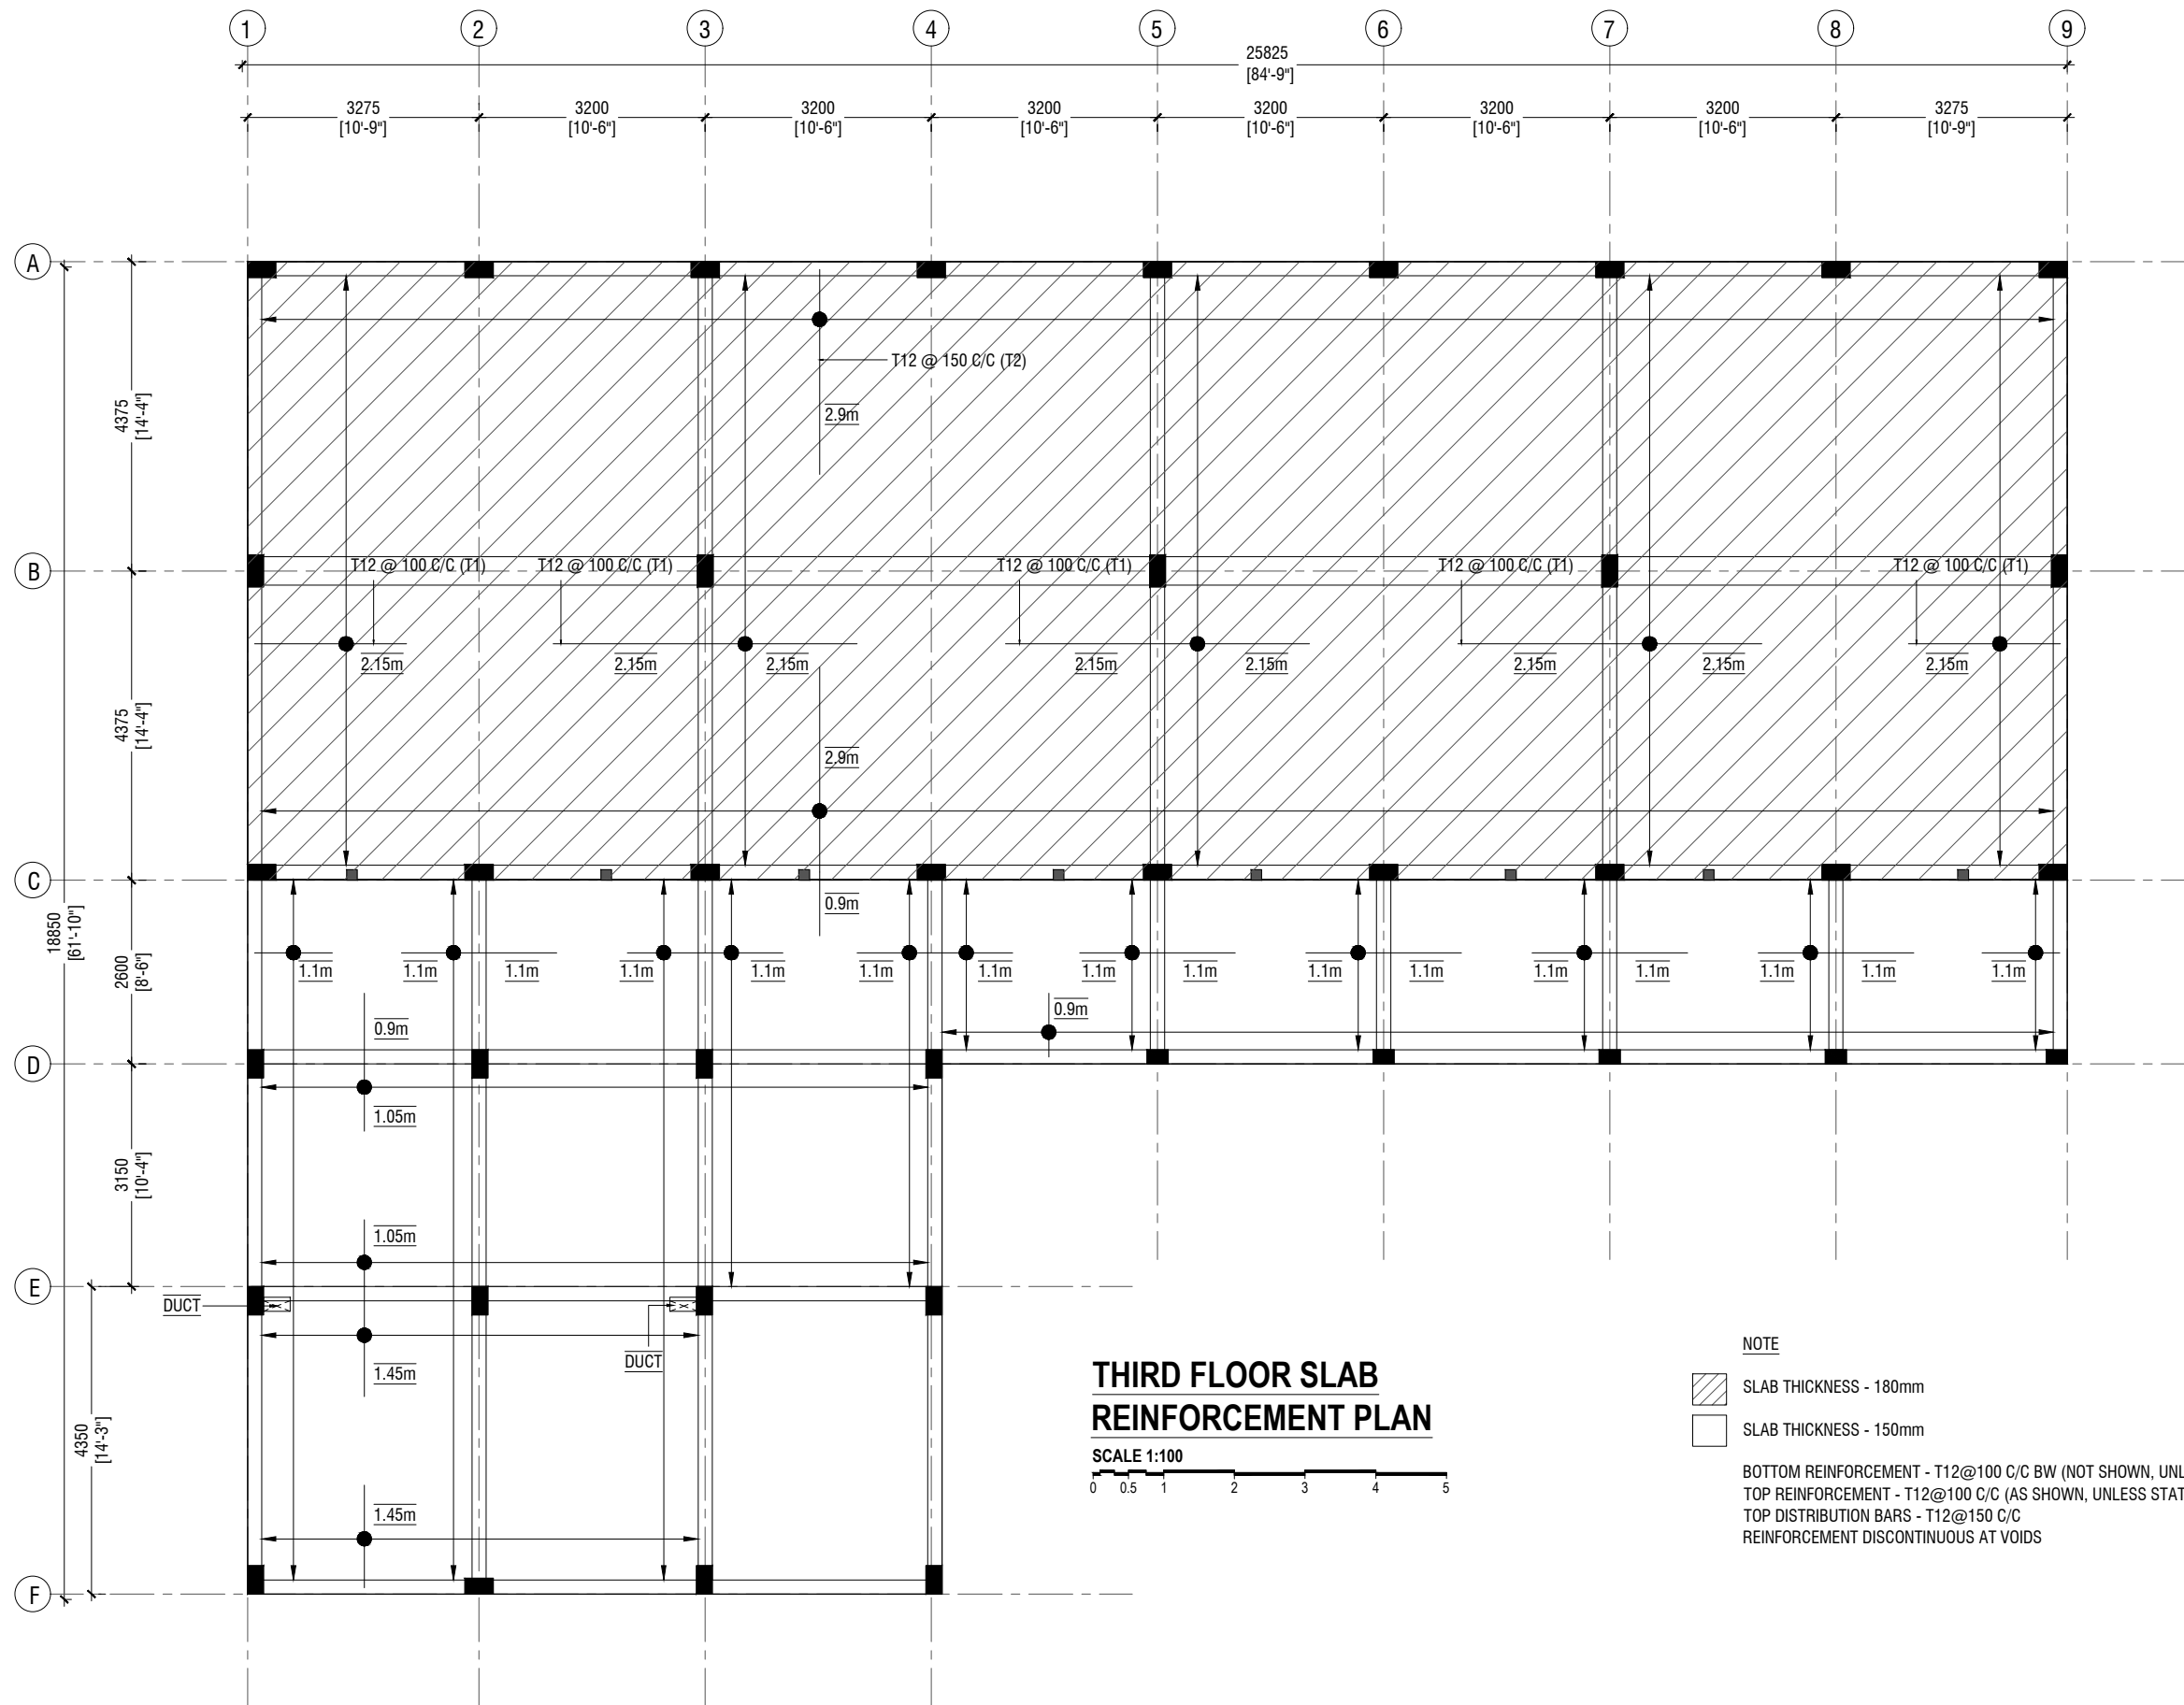 1 2 3 4 5 6 7 8 9
25825
[84'-9"]
3275 3200 3200 3200 3200 3200 3200 3275
[10'-9"] [10'-6"] [10'-6"] [10'-6"] [10'-6"] [10'-6"] [10'-6"] [10'-9"]
A
T12 @ 150 C/C (T2)
4375
[14'-4"]
2.9m
B
T12 @ 100 C/C (T1) T12 @ 100 C/C (T1) T12 @ 100 C/C (T1) T12 @ 100 C/C (T1) T12 @ 100 C/C (T1)
2.15m 2.15m 2.15m 2.15m 2.15m 2.15m 2.15m 2.15m
4375
[14'-4"]
2.9m
C
0.9m
18850
[61'-10"]
2600
[8'-6"]
1.1m 1.1m 1.1m 1.1m 1.1m 1.1m 1.1m 1.1m 1.1m 1.1m 1.1m 1.1m 1.1m 1.1m 1.1m
0.9m
0.9m
D
1.05m
3150
[10'-4"]
1.05m
E
DUCT
DUCT
1.45m
4350
[14'-3"]
1.45m
F
THIRD FLOOR SLAB
REINFORCEMENT PLAN
SCALE 1:100
0 0.5 1 2 3 4 5
NOTE
SLAB THICKNESS - 180mm
SLAB THICKNESS - 150mm
BOTTOM REINFORCEMENT - T12@100 C/C BW (NOT SHOWN, UNL
TOP REINFORCEMENT - T12@100 C/C (AS SHOWN, UNLESS STAT
TOP DISTRIBUTION BARS - T12@150 C/C
REINFORCEMENT DISCONTINUOUS AT VOIDS